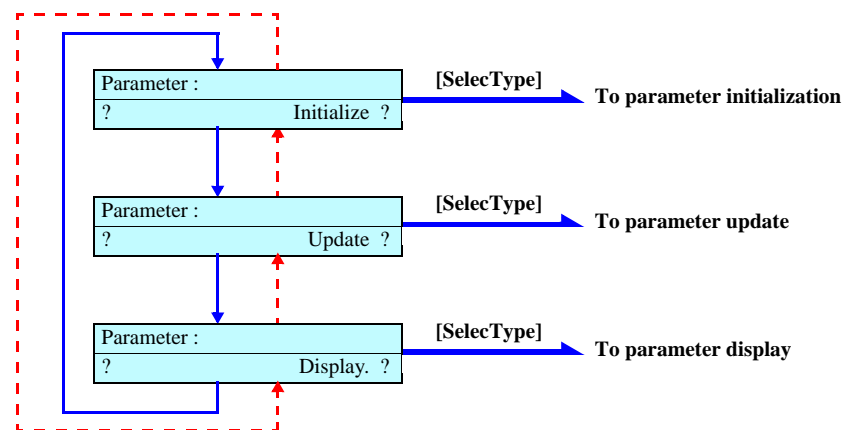 Parameter :
? Initialize ?
[SelecType]
To parameter initialization
Parameter :
? Update ?
[SelecType]
To parameter update
Parameter :
? Display. ?
[SelecType]
To parameter display